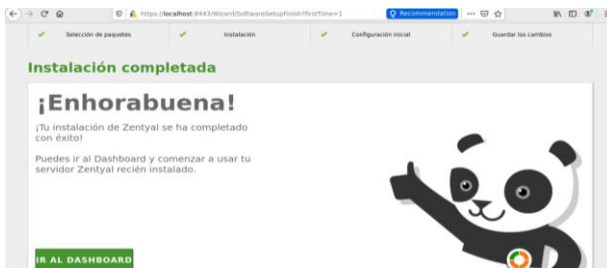 https://localhost:8443/Wizard/SoftwareSetupFinish?firstTime=1
Recommendation
Selección de paquetes
Instalación
Configuración inicial
Guardar los cambios
Instalación completada
¡Enhorabuena!
¡Tu instalación de Zentyal se ha completado
con éxito!
Puedes ir al Dashboard y comenzar a usar tu
servidor Zentyal recién instalado.
IR AL DASHBOARD